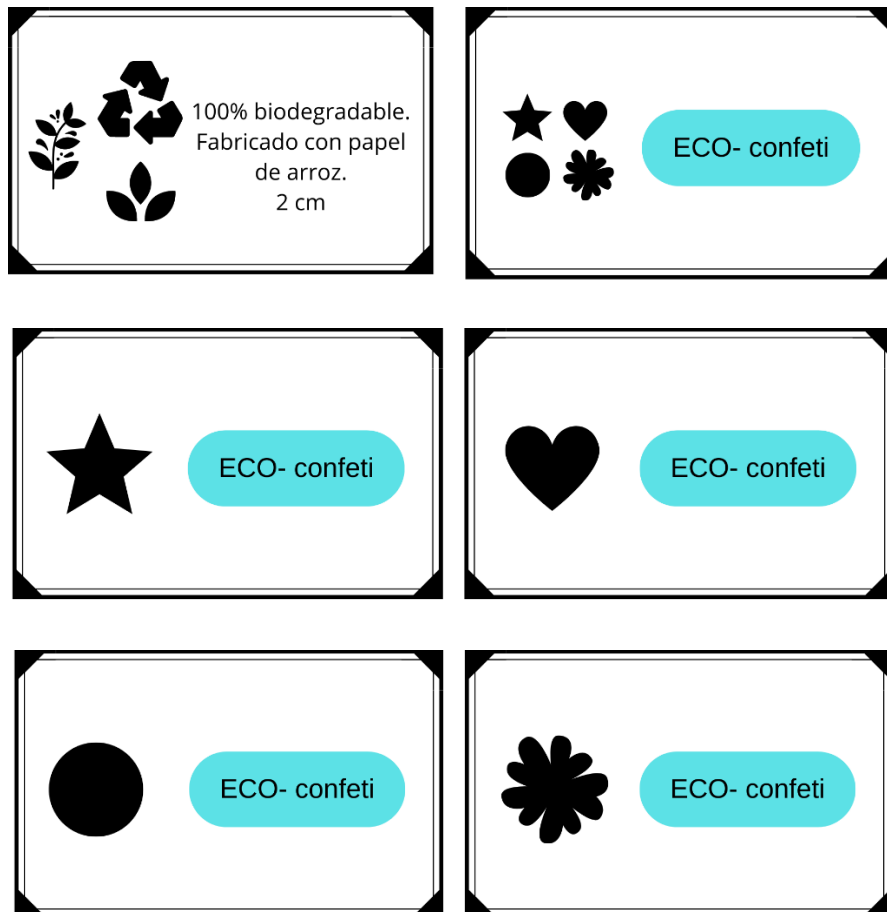 100% biodegradable.
Fabricado con papel
de arroz.
2 cm
ECO- confeti
ECO- confeti
ECO- confeti
ECO- confeti
ECO- confeti